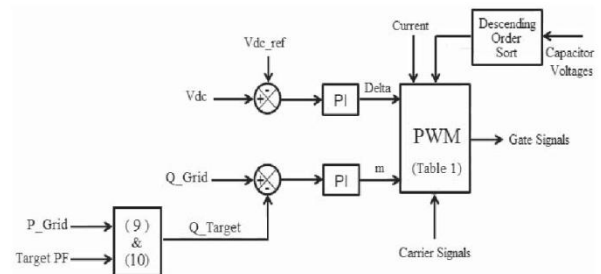 Descending
Order
Sort
Current
Capacitor
Voltages
Vdc_ref
Vdc
+
-
PI
Delta
PWM
(Table 1)
Gate Signals
Q_Grid
+
-
PI
m
P_Grid
Target PF
( 9 )
&
(10)
Q_Target
Carrier Signals